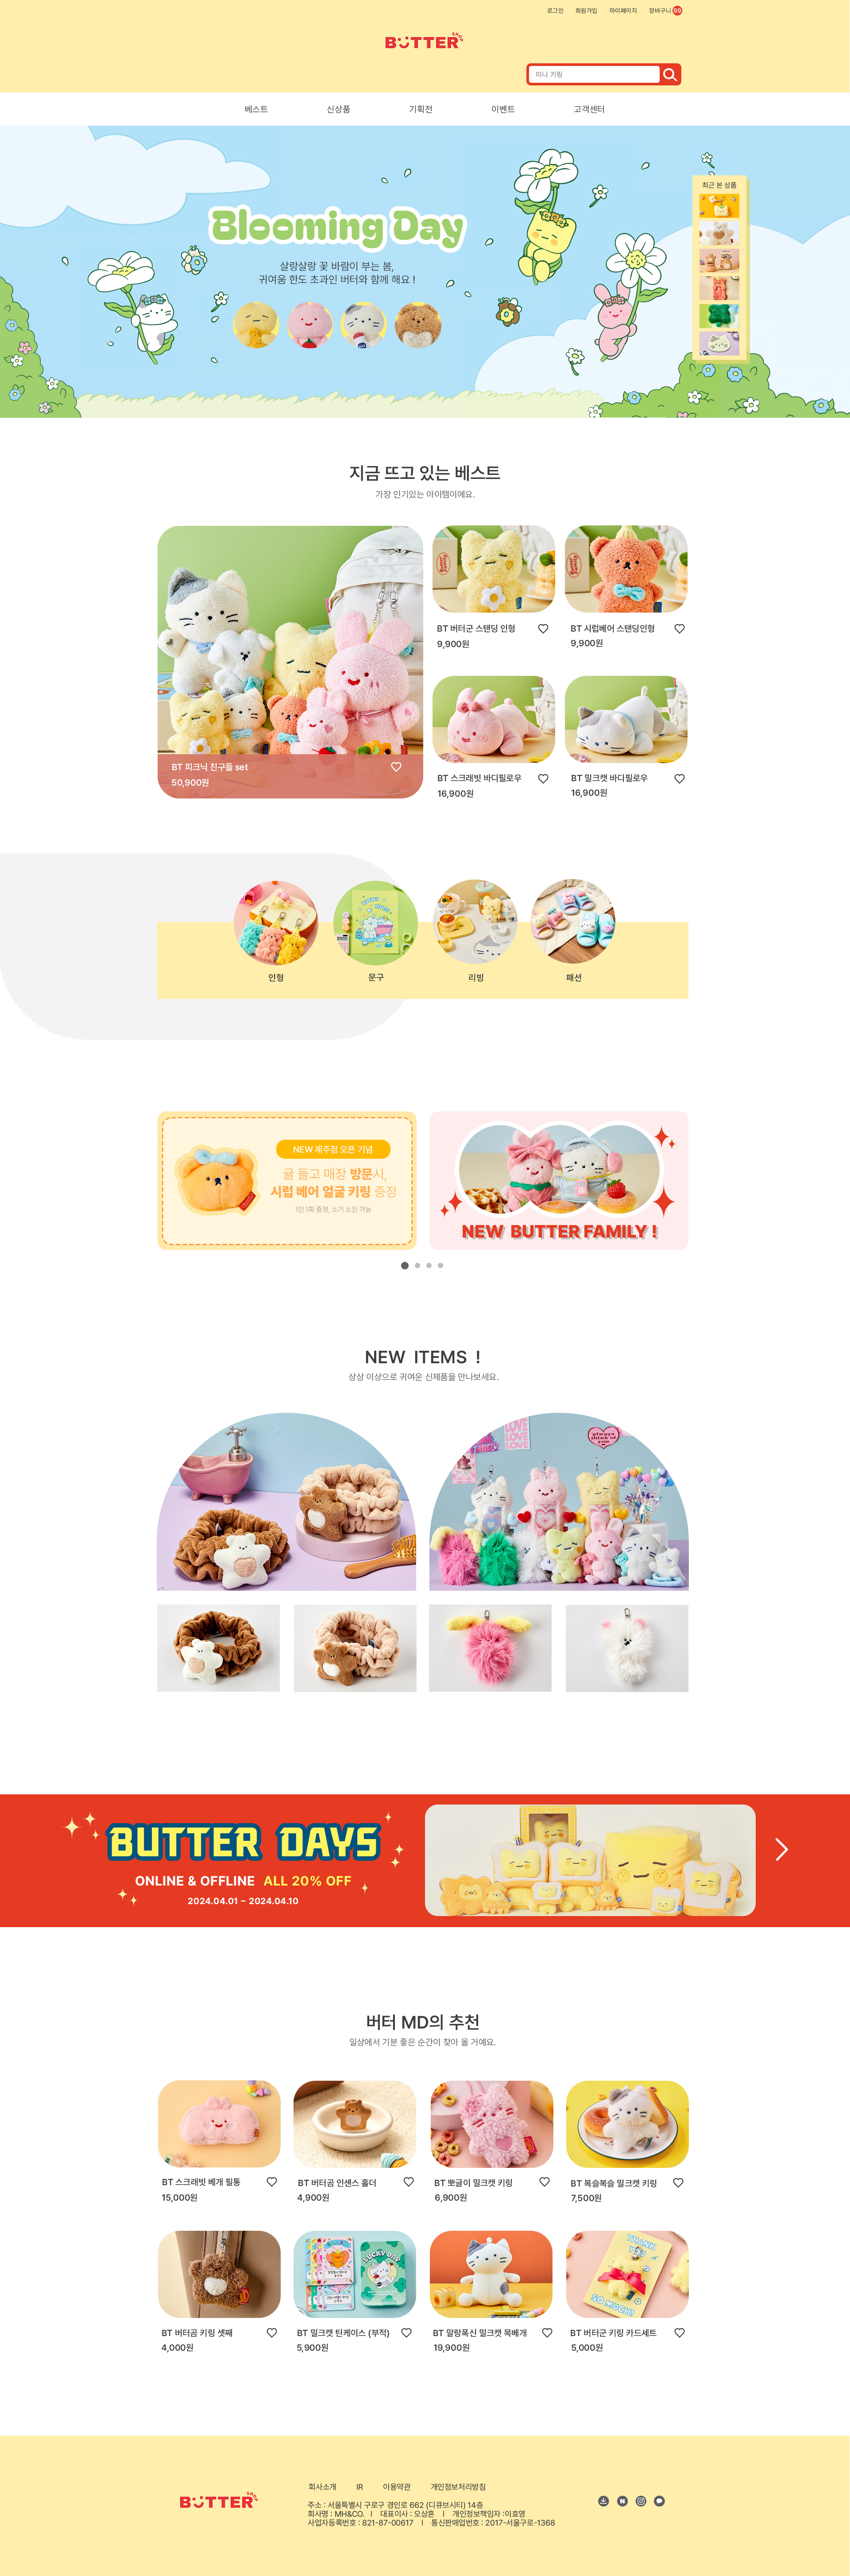 로그인 회원가입 마이페이지 장바구니 99
BUTTER SHOP
미니 키링
베스트 신상품 기획전 이벤트 고객센터
최근 본 상품
Blooming Day
살랑살랑 꽃 바람이 부는 봄,
귀여움 한도 초과인 버터와 함께 해요 !
지금 뜨고 있는 베스트
가장 인기있는 아이템이에요.
BT 버터군 스탠딩 인형
9,900원
BT 시럽베어 스탠딩인형
9,900원
BT 피크닉 친구들 set
50,900원
BT 스크래빗 바디필로우
16,900원
BT 밀크캣 바디필로우
16,900원
인형 문구 리빙 패션
NEW 제주점 오픈 기념
귤 들고 매장 방문시,
시럽 베어 얼굴 키링 증정
1인 1회 증정, 소기 소진 가능
NEW BUTTER FAMILY !
NEW ITEMS !
상상 이상으로 귀여운 신제품을 만나보세요.
LOVE
LOVE
LOVE
always
think of
you
BUTTER DAYS
ONLINE & OFFLINE ALL 20% OFF
2024.04.01 ~ 2024.04.10
버터 MD의 추천
일상에서 기분 좋은 순간이 찾아 올 거예요.
BT 스크래빗 베개 필통
15,000원
BT 버터곰 인센스 홀더
4,900원
BT 뽀글이 밀크캣 키링
6,900원
BT 복슬복슬 밀크캣 키링
7,500원
LUCKY DAY
THANK
YOU
SO MUCH!
BT 버터곰 키링 셋째
4,000원
BT 밀크캣 틴케이스 (부적)
5,900원
BT 말랑폭신 밀크캣 목베개
19,900원
BT 버터군 키링 카드세트
5,000원
BUTTER SHOP
회사소개 IR 이용약관 개인정보처리방침
주소 : 서울특별시 구로구 경인로 662 (디큐브시티) 14층
회사명 : MH&CO. I 대표이사 : 오상흔 I 개인정보책임자 :이효영
사업자등록번호 : 821-87-00617 I 통신판매업번호 : 2017-서울구로-1368